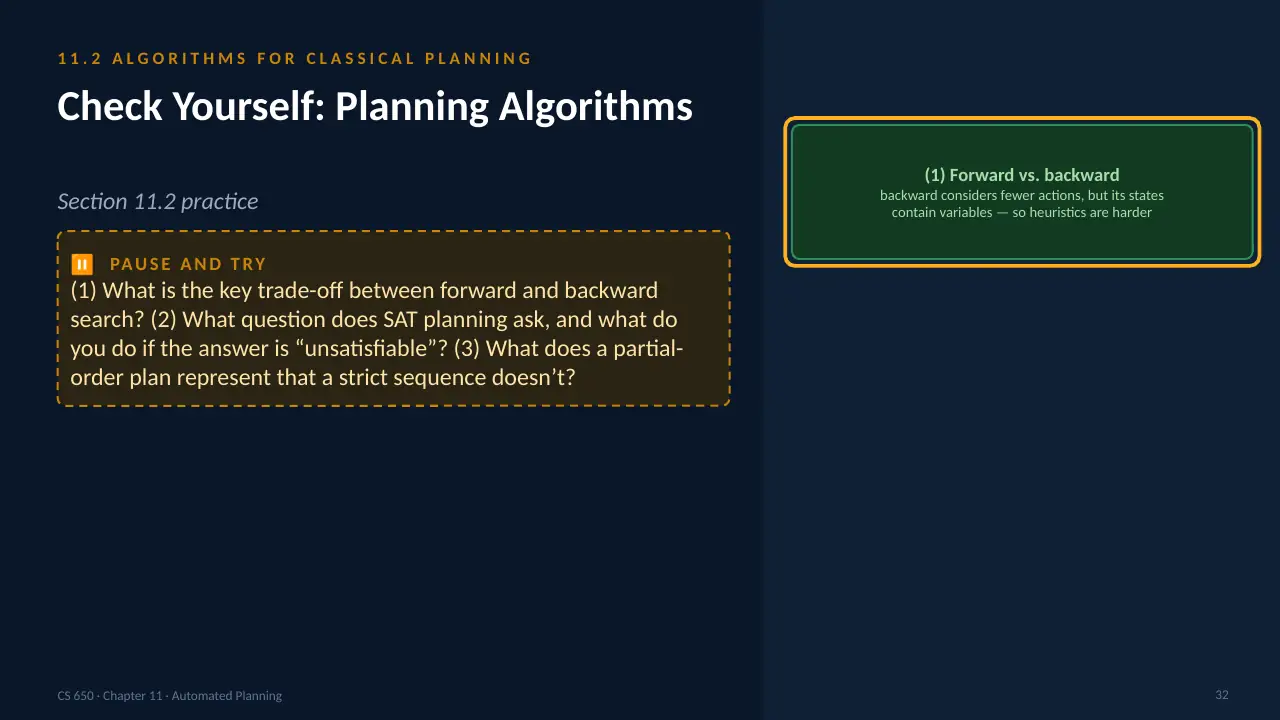 11.2 ALGORITHMS FOR CLASSICAL PLANNING
Check Yourself: Planning Algorithms
Section 11.2 practice
⏸ PAUSE AND TRY
(1) What is the key trade-off between forward and backward
search? (2) What question does SAT planning ask, and what do
you do if the answer is “unsatisfiable”? (3) What does a partial-
order plan represent that a strict sequence doesn’t?
(1) Forward vs. backward
backward considers fewer actions, but its states
contain variables — so heuristics are harder
CS 650 · Chapter 11 · Automated Planning
32